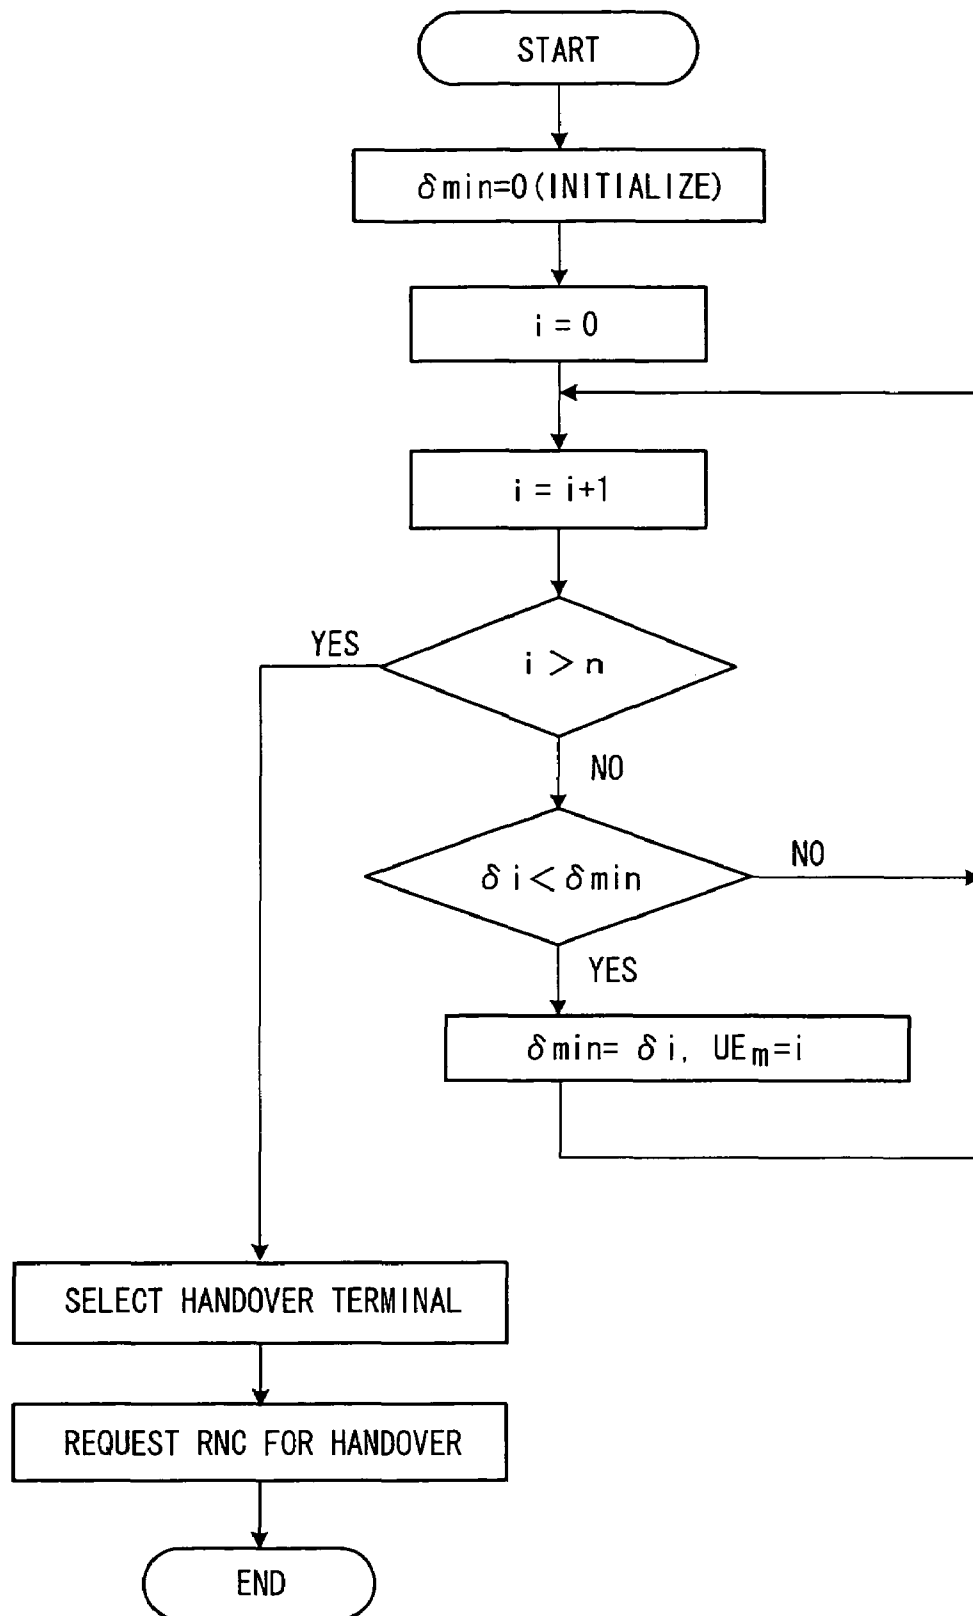 START
δmin=0(INITIALIZE)
i = 0
i = i+1
YES
i > n
NO
δi<δmin
NO
YES
δmin= δi, UEm=i
SELECT HANDOVER TERMINAL
REQUEST RNC FOR HANDOVER
END